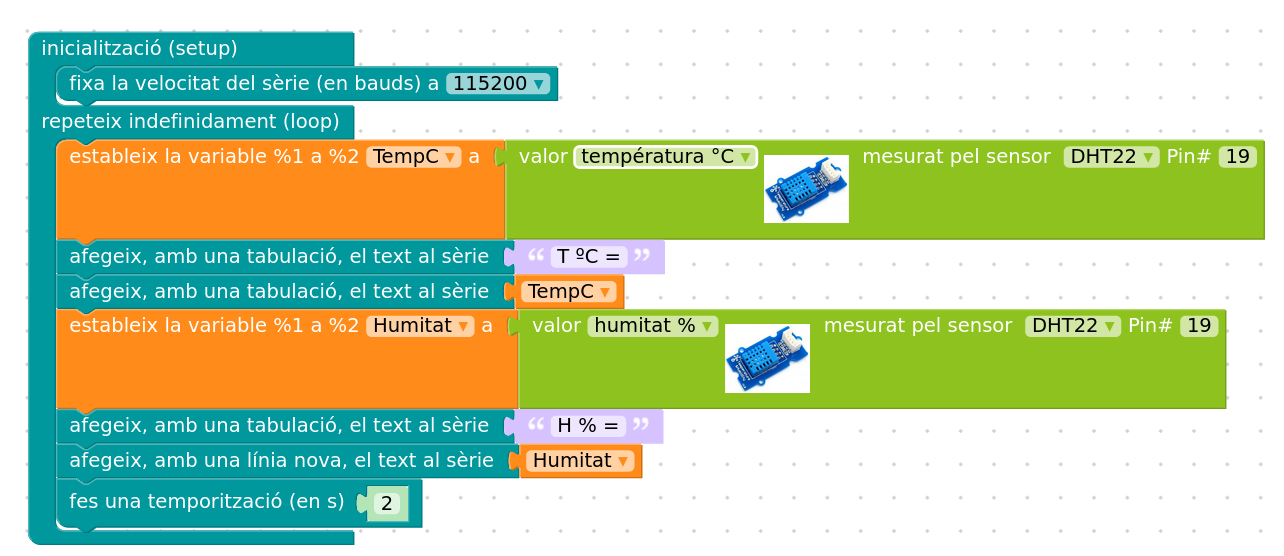 inicialització (setup)
fixa la velocitat del sèrie (en bauds) a 115200
repeteix indefinidament (loop)
estableix la variable %1 a %2 TempC a valor températura °C mesurat pel sensor DHT22 Pin# 19
afegeix, amb una tabulació, el text al sèrie “ T ºC = ”
afegeix, amb una tabulació, el text al sèrie TempC
estableix la variable %1 a %2 Humitat a valor humitat % mesurat pel sensor DHT22 Pin# 19
afegeix, amb una tabulació, el text al sèrie “ H % = ”
afegeix, amb una línia nova, el text al sèrie Humitat
fes una temporització (en s) 2